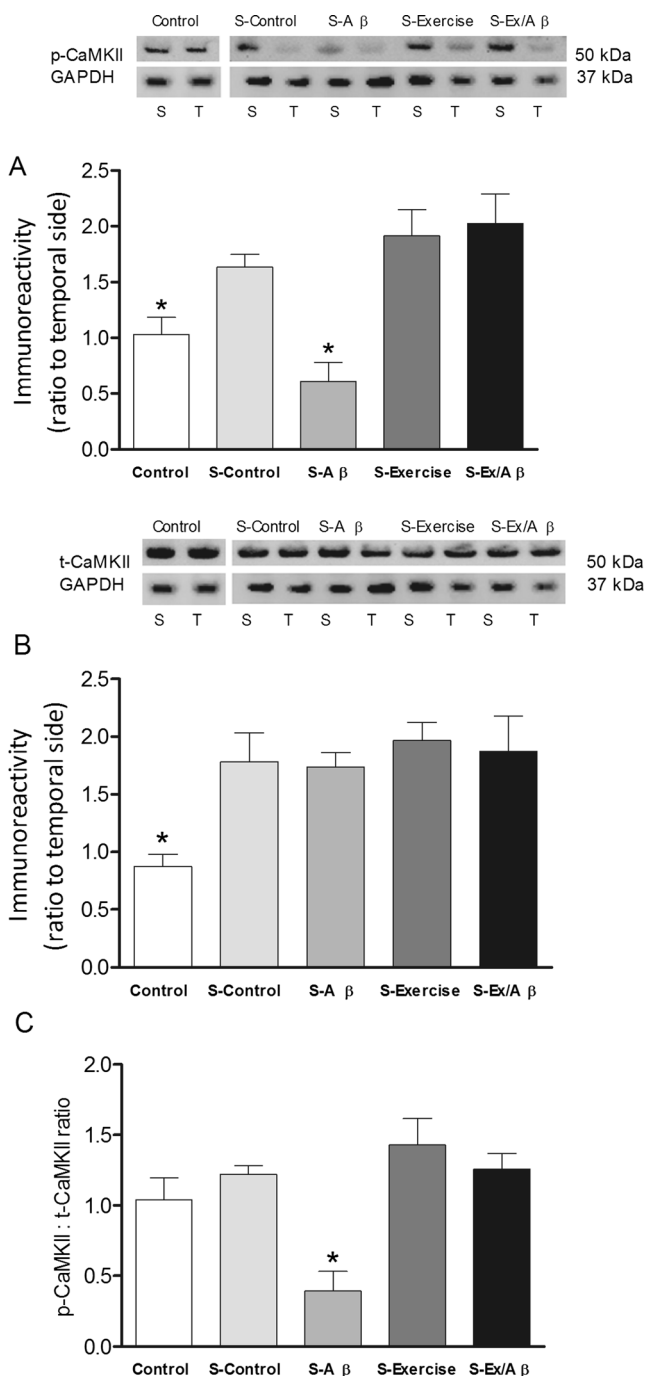 Control S-Control S-A β S-Exercise S-Ex/A β
p-CaMKII 50 kDa
GAPDH 37 kDa
S T S T S T S T S T
A
Immunoreactivity
(ratio to temporal side)
2.5
2.0
1.5
1.0
0.5
0.0
* *
Control S-Control S-A β S-Exercise S-Ex/A β
Control S-Control S-A β S-Exercise S-Ex/A β
t-CaMKII 50 kDa
GAPDH 37 kDa
S T S T S T S T S T
B
Immunoreactivity
(ratio to temporal side)
2.5
2.0
1.5
1.0
0.5
0.0
*
Control S-Control S-A β S-Exercise S-Ex/A β
C
p-CaMKII : t-CaMKII ratio
2.0
1.5
1.0
0.5
0.0
*
Control S-Control S-A β S-Exercise S-Ex/A β